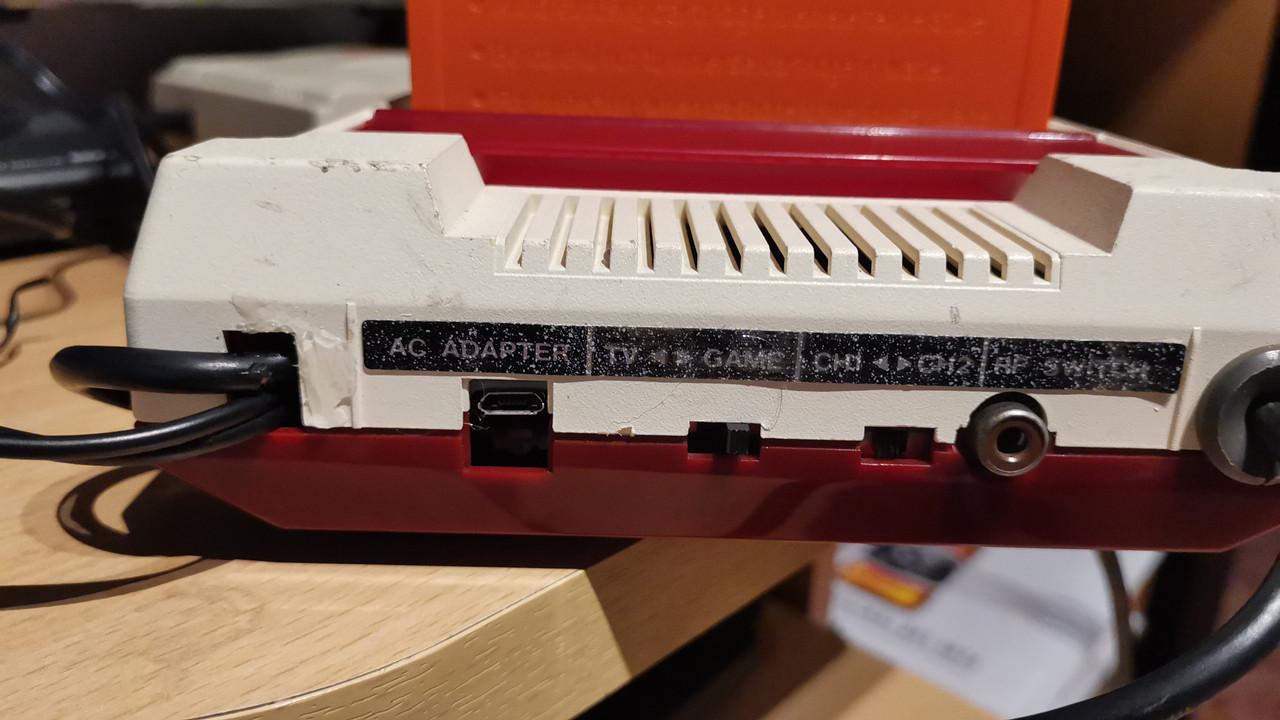 AC ADAPTER TV ◄ ► GAME CH1 ◄ ► CH2 RF SWITCH